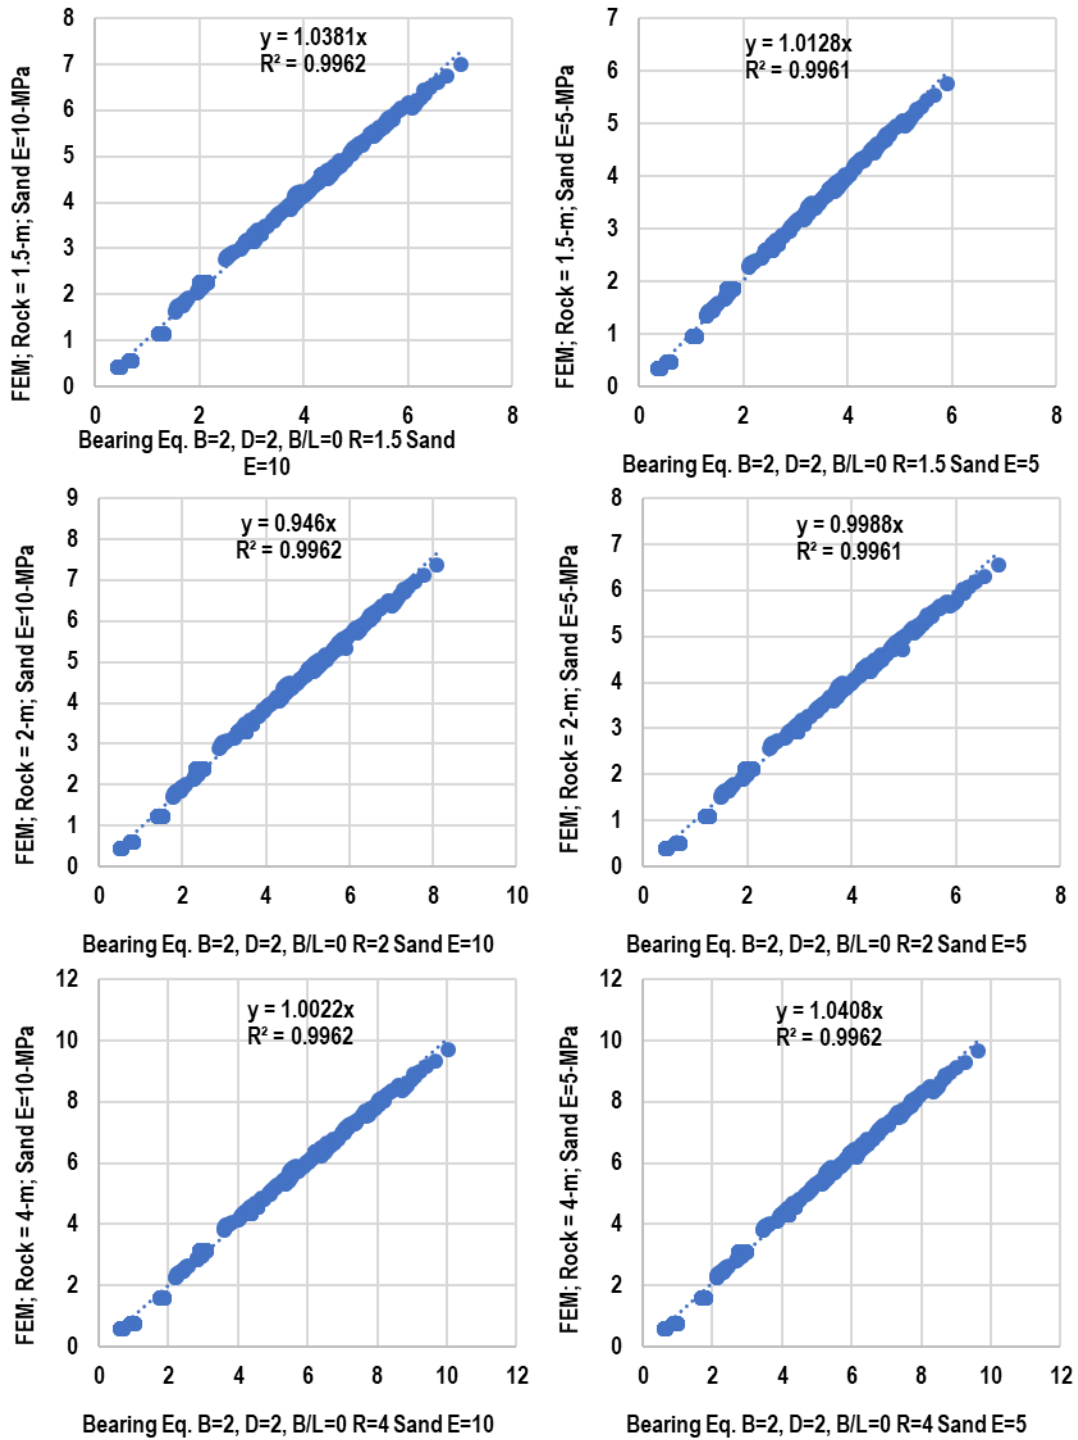 FEM; Rock = 1.5-m; Sand E=10-MPa
y = 1.0381x
R² = 0.9962
8
7
6
5
4
3
2
1
0
0 2 4 6 8
Bearing Eq. B=2, D=2, B/L=0 R=1.5 Sand
E=10
FEM; Rock = 1.5-m; Sand E=5-MPa
y = 1.0128x
R² = 0.9961
7
6
5
4
3
2
1
0
0 2 4 6 8
Bearing Eq. B=2, D=2, B/L=0 R=1.5 Sand E=5
FEM; Rock = 2-m; Sand E=10-MPa
y = 0.946x
R² = 0.9962
9
8
7
6
5
4
3
2
1
0
0 2 4 6 8 10
Bearing Eq. B=2, D=2, B/L=0 R=2 Sand E=10
FEM; Rock = 2-m; Sand E=5-MPa
y = 0.9988x
R² = 0.9961
8
7
6
5
4
3
2
1
0
0 2 4 6 8
Bearing Eq. B=2, D=2, B/L=0 R=2 Sand E=5
FEM; Rock = 4-m; Sand E=10-MPa
y = 1.0022x
R² = 0.9962
12
10
8
6
4
2
0
0 2 4 6 8 10 12
Bearing Eq. B=2, D=2, B/L=0 R=4 Sand E=10
FEM; Rock = 4-m; Sand E=5-MPa
y = 1.0408x
R² = 0.9962
12
10
8
6
4
2
0
0 2 4 6 8 10 12
Bearing Eq. B=2, D=2, B/L=0 R=4 Sand E=5